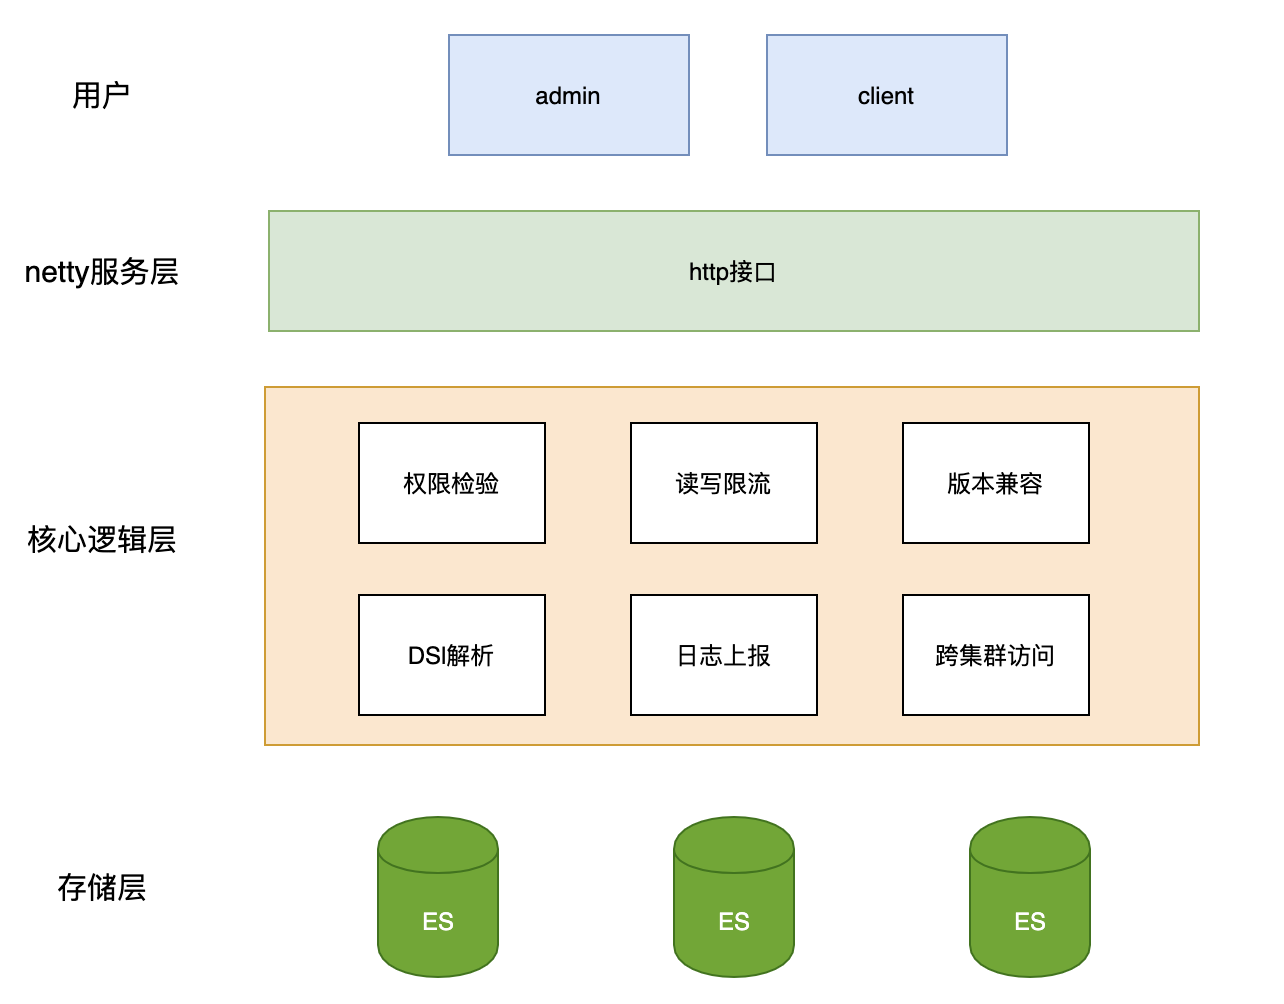 用户
admin
client
netty服务层
http接口
核心逻辑层
权限检验
读写限流
版本兼容
DSl解析
日志上报
跨集群访问
存储层
ES
ES
ES